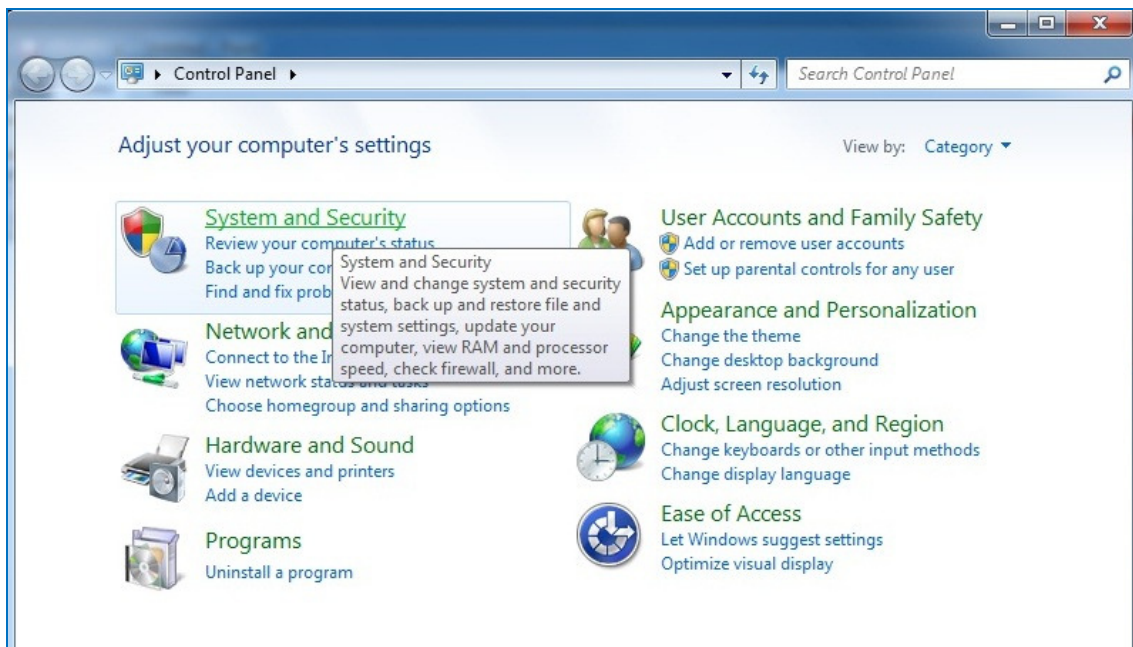 Control Panel
Search Control Panel
Adjust your computer's settings
View by: Category
System and Security
Review your computer's status
Back up your co
Find and fix prob
System and Security
View and change system and security
status, back up and restore file and
system settings, update your
computer, view RAM and processor
speed, check firewall, and more.
Network and
Connect to the I
View network status and tasks
Choose homegroup and sharing options
Hardware and Sound
View devices and printers
Add a device
Programs
Uninstall a program
User Accounts and Family Safety
Add or remove user accounts
Set up parental controls for any user
Appearance and Personalization
Change the theme
Change desktop background
Adjust screen resolution
Clock, Language, and Region
Change keyboards or other input methods
Change display language
Ease of Access
Let Windows suggest settings
Optimize visual display